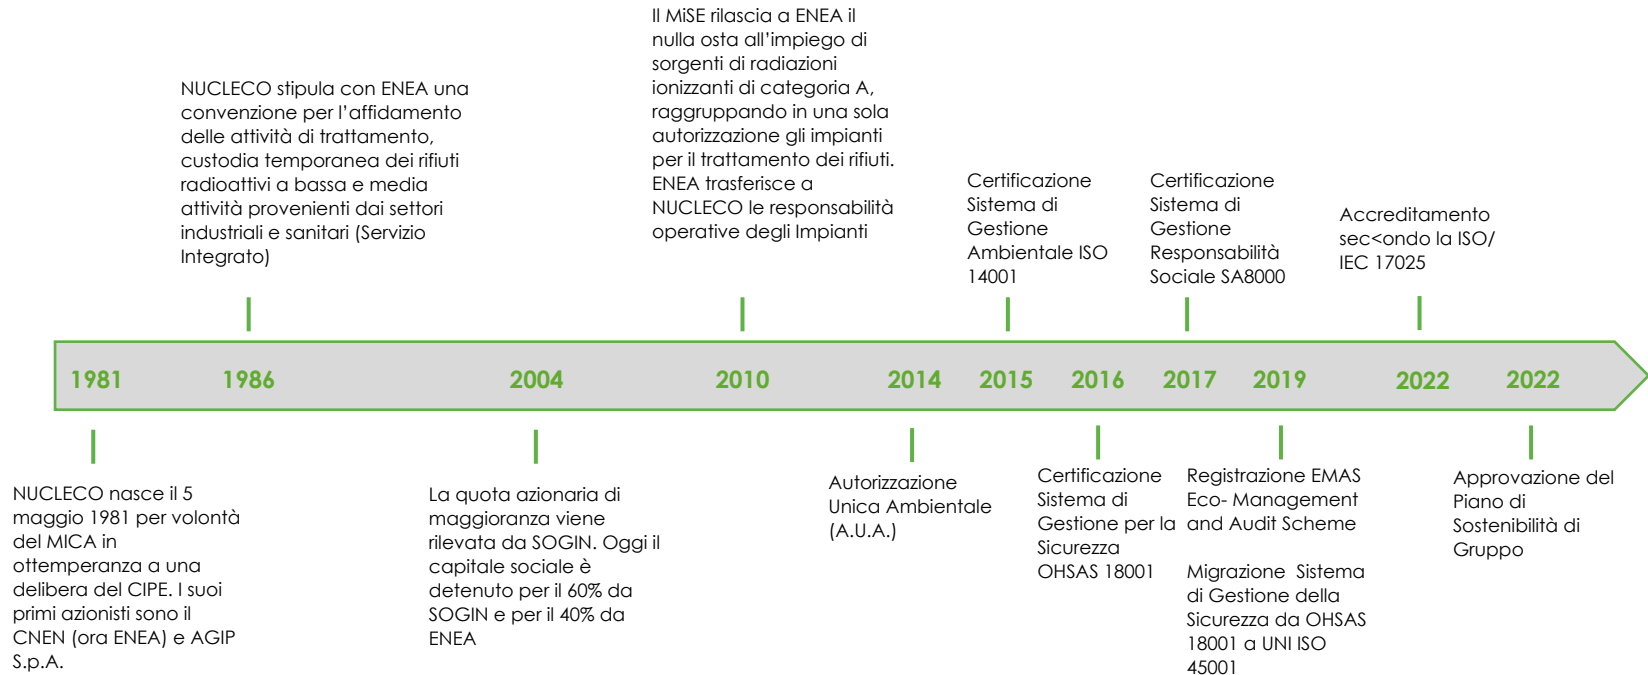 NUCLECO stipula con ENEA una
convenzione per l'affidamento
delle attività di trattamento,
custodia temporanea dei rifiuti
radioattivi a bassa e media
attività provenienti dai settori
industriali e sanitari (Servizio
Integrato)
Il MiSE rilascia a ENEA il
nulla osta all'impiego di
sorgenti di radiazioni
ionizzanti di categoria A,
raggruppando in una sola
autorizzazione gli impianti
per il trattamento dei rifiuti.
ENEA trasferisce a
NUCLECO le responsabilità
operative degli Impianti
Certificazione
Sistema di
Gestione
Ambientale ISO
14001
Certificazione
Sistema di
Gestione
Responsabilità
Sociale SA8000
Accreditamento
sec<ondo la ISO/
IEC 17025
1981 1986 2004 2010 2014 2015 2016 2017 2019 2022 2022
NUCLECO nasce il 5
maggio 1981 per volontà
del MICA in
ottemperanza a una
delibera del CIPE. I suoi
primi azionisti sono il
CNEN (ora ENEA) e AGIP
S.p.A.
La quota azionaria di
maggioranza viene
rilevata da SOGIN. Oggi il
capitale sociale è
detenuto per il 60% da
SOGIN e per il 40% da
ENEA
Autorizzazione
Unica Ambientale
(A.U.A.)
Certificazione
Sistema di
Gestione per la
Sicurezza
OHSAS 18001
Registrazione EMAS
Eco- Management
and Audit Scheme
Migrazione Sistema
di Gestione della
Sicurezza da OHSAS
18001 a UNI ISO
45001
Approvazione del
Piano di
Sostenibilità di
Gruppo